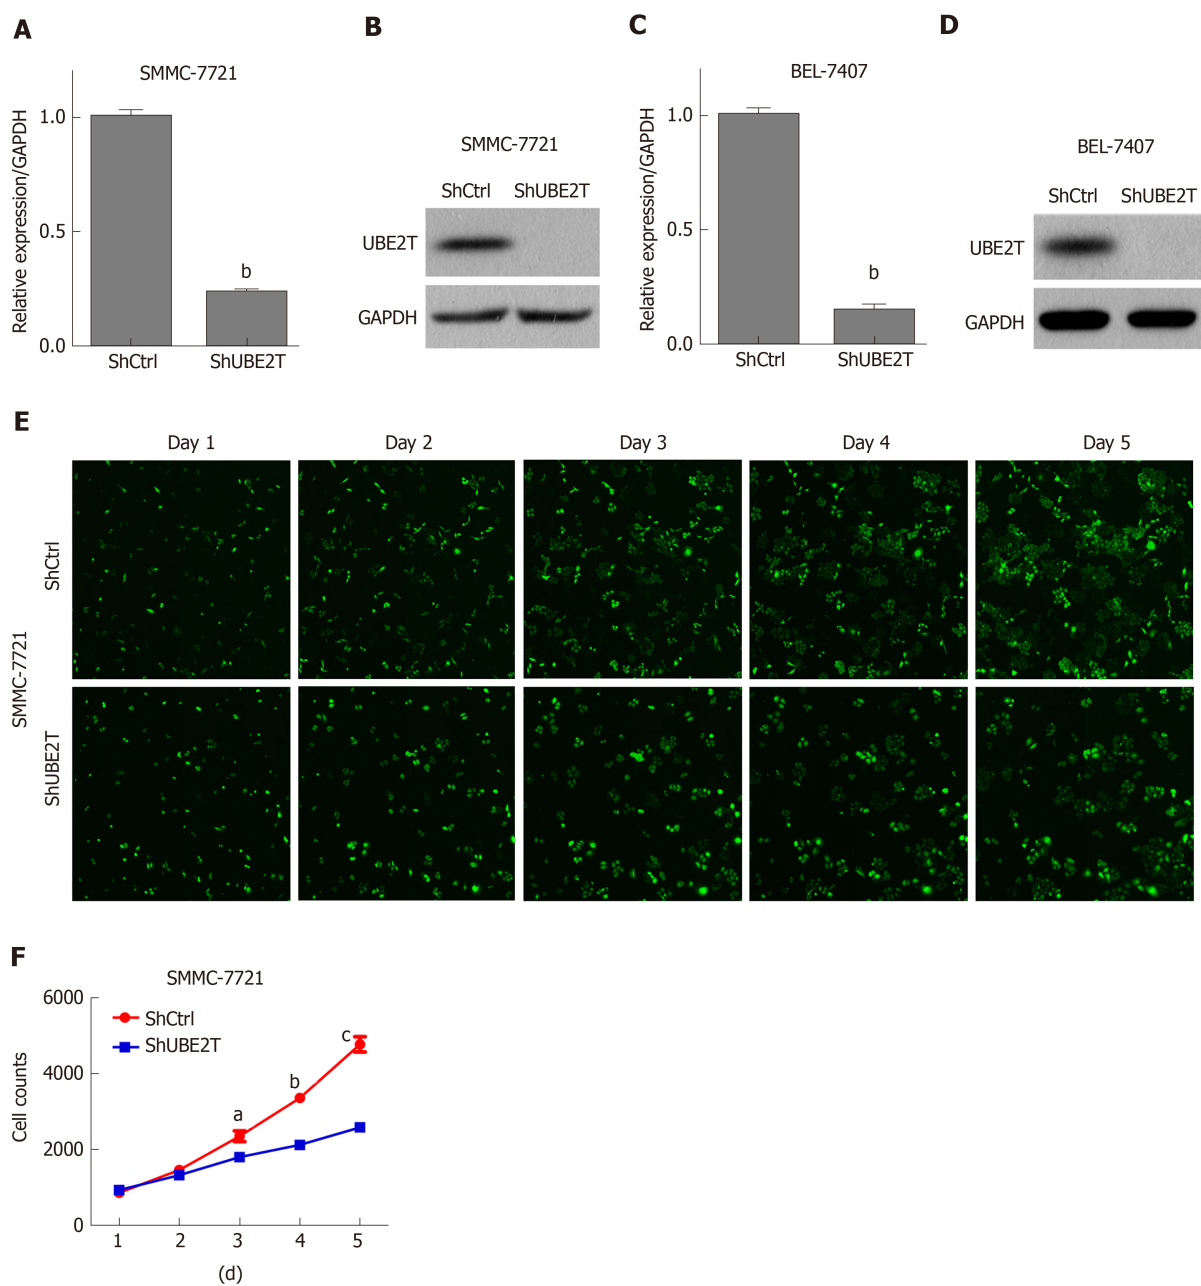 A
SMMC-7721
Relative expression/GAPDH
1.0
0.5
0.0
b
ShCtrl
ShUBE2T
B
SMMC-7721
ShCtrl ShUBE2T
UBE2T
GAPDH
C
BEL-7407
Relative expression/GAPDH
1.0
0.5
0.0
b
ShCtrl
ShUBE2T
D
BEL-7407
ShCtrl ShUBE2T
UBE2T
GAPDH
E
Day 1 Day 2 Day 3 Day 4 Day 5
SMMC-7721
ShCtrl
ShUBE2T
F
SMMC-7721
ShCtrl
ShUBE2T
Cell counts
6000
4000
2000
0
a
b
c
1 2 3 4 5
(d)